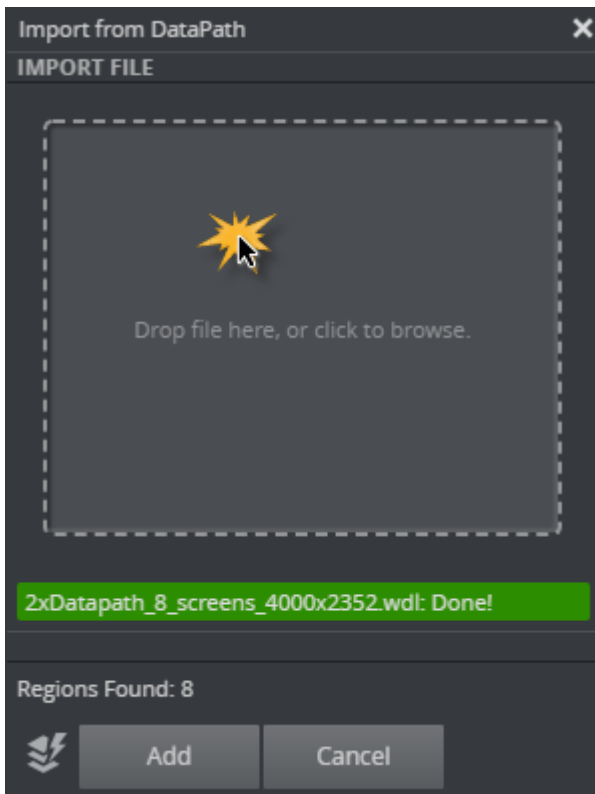 Import from DataPath
IMPORT FILE
Drop file here, or click to browse.
2xDatapath_8_screens_4000x2352.wdl: Done!
Regions Found: 8
Add
Cancel